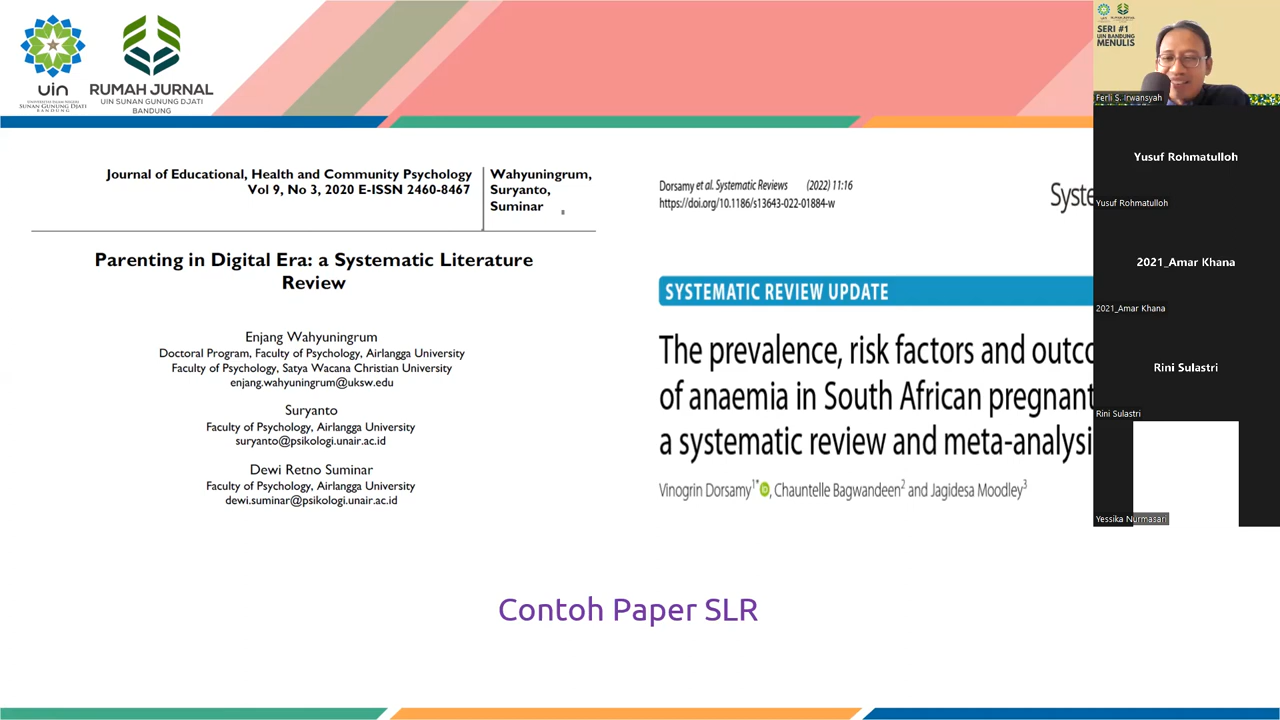 uin
UNIVERSITAS ISLAM NEGERI
SUNAN GUNUNG DJATI
BANDUNG
RUMAH JURNAL
UIN SUNAN GUNUNG DJATI
BANDUNG
Journal of Educational, Health and Community Psychology
Vol 9, No 3, 2020 E-ISSN 2460-8467
Wahyuningrum,
Suryanto,
Suminar
Parenting in Digital Era: a Systematic Literature
Review
Enjang Wahyuningrum
Doctoral Program, Faculty of Psychology, Airlangga University
Faculty of Psychology, Satya Wacana Christian University
enjang.wahyuningrum@uksw.edu
Suryanto
Faculty of Psychology, Airlangga University
suryanto@psikologi.unair.ac.id
Dewi Retno Suminar
Faculty of Psychology, Airlangga University
dewi.suminar@psikologi.unair.ac.id
Dorsamy et al. Systematic Reviews (2022) 11:16
https://doi.org/10.1186/s13643-022-01884-w
Syste
SYSTEMATIC REVIEW UPDATE
The prevalence, risk factors and outco
of anaemia in South African pregnant
a systematic review and meta-analysi
Vinogrin Dorsamy1* iD, Chauntelle Bagwandeen2 and Jagidesa Moodley3
Contoh Paper SLR
SERI #1
UIN BANDUNG
MENULIS
Ferli S. Irwansyah
Yusuf Rohmatulloh
Yusuf Rohmatulloh
2021_Amar Khana
2021_Amar Khana
Rini Sulastri
Rini Sulastri
Yessika Nurmasari